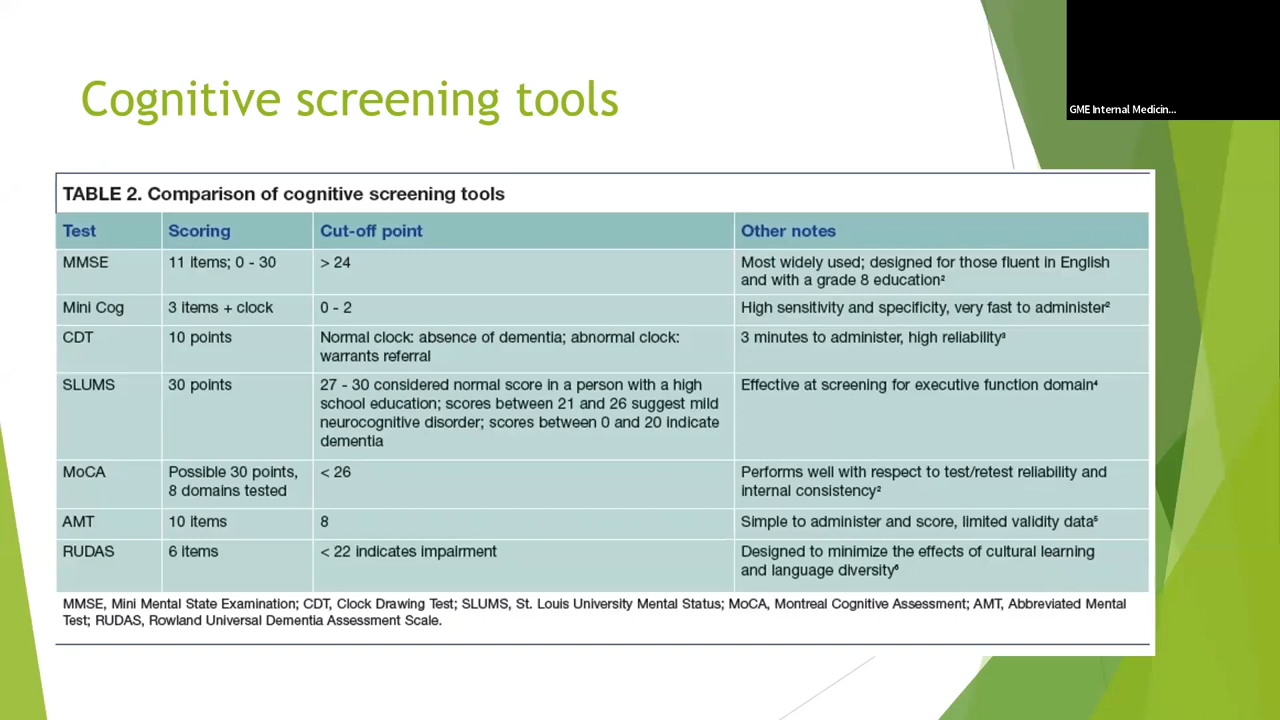 GME Internal Medicin...
Cognitive screening tools
TABLE 2. Comparison of cognitive screening tools
Test Scoring Cut-off point Other notes
MMSE 11 items; 0 - 30 > 24 Most widely used; designed for those fluent in English
and with a grade 8 education²
Mini Cog 3 items + clock 0 - 2 High sensitivity and specificity, very fast to administer²
CDT 10 points Normal clock: absence of dementia; abnormal clock: 3 minutes to administer, high reliability³
warrants referral
SLUMS 30 points 27 - 30 considered normal score in a person with a high Effective at screening for executive function domain⁴
school education; scores between 21 and 26 suggest mild
neurocognitive disorder; scores between 0 and 20 indicate
dementia
MoCA Possible 30 points, < 26 Performs well with respect to test/retest reliability and
8 domains tested internal consistency²
AMT 10 items 8 Simple to administer and score, limited validity data⁵
RUDAS 6 items < 22 indicates impairment Designed to minimize the effects of cultural learning
and language diversity⁶
MMSE, Mini Mental State Examination; CDT, Clock Drawing Test; SLUMS, St. Louis University Mental Status; MoCA, Montreal Cognitive Assessment; AMT, Abbreviated Mental
Test; RUDAS, Rowland Universal Dementia Assessment Scale.